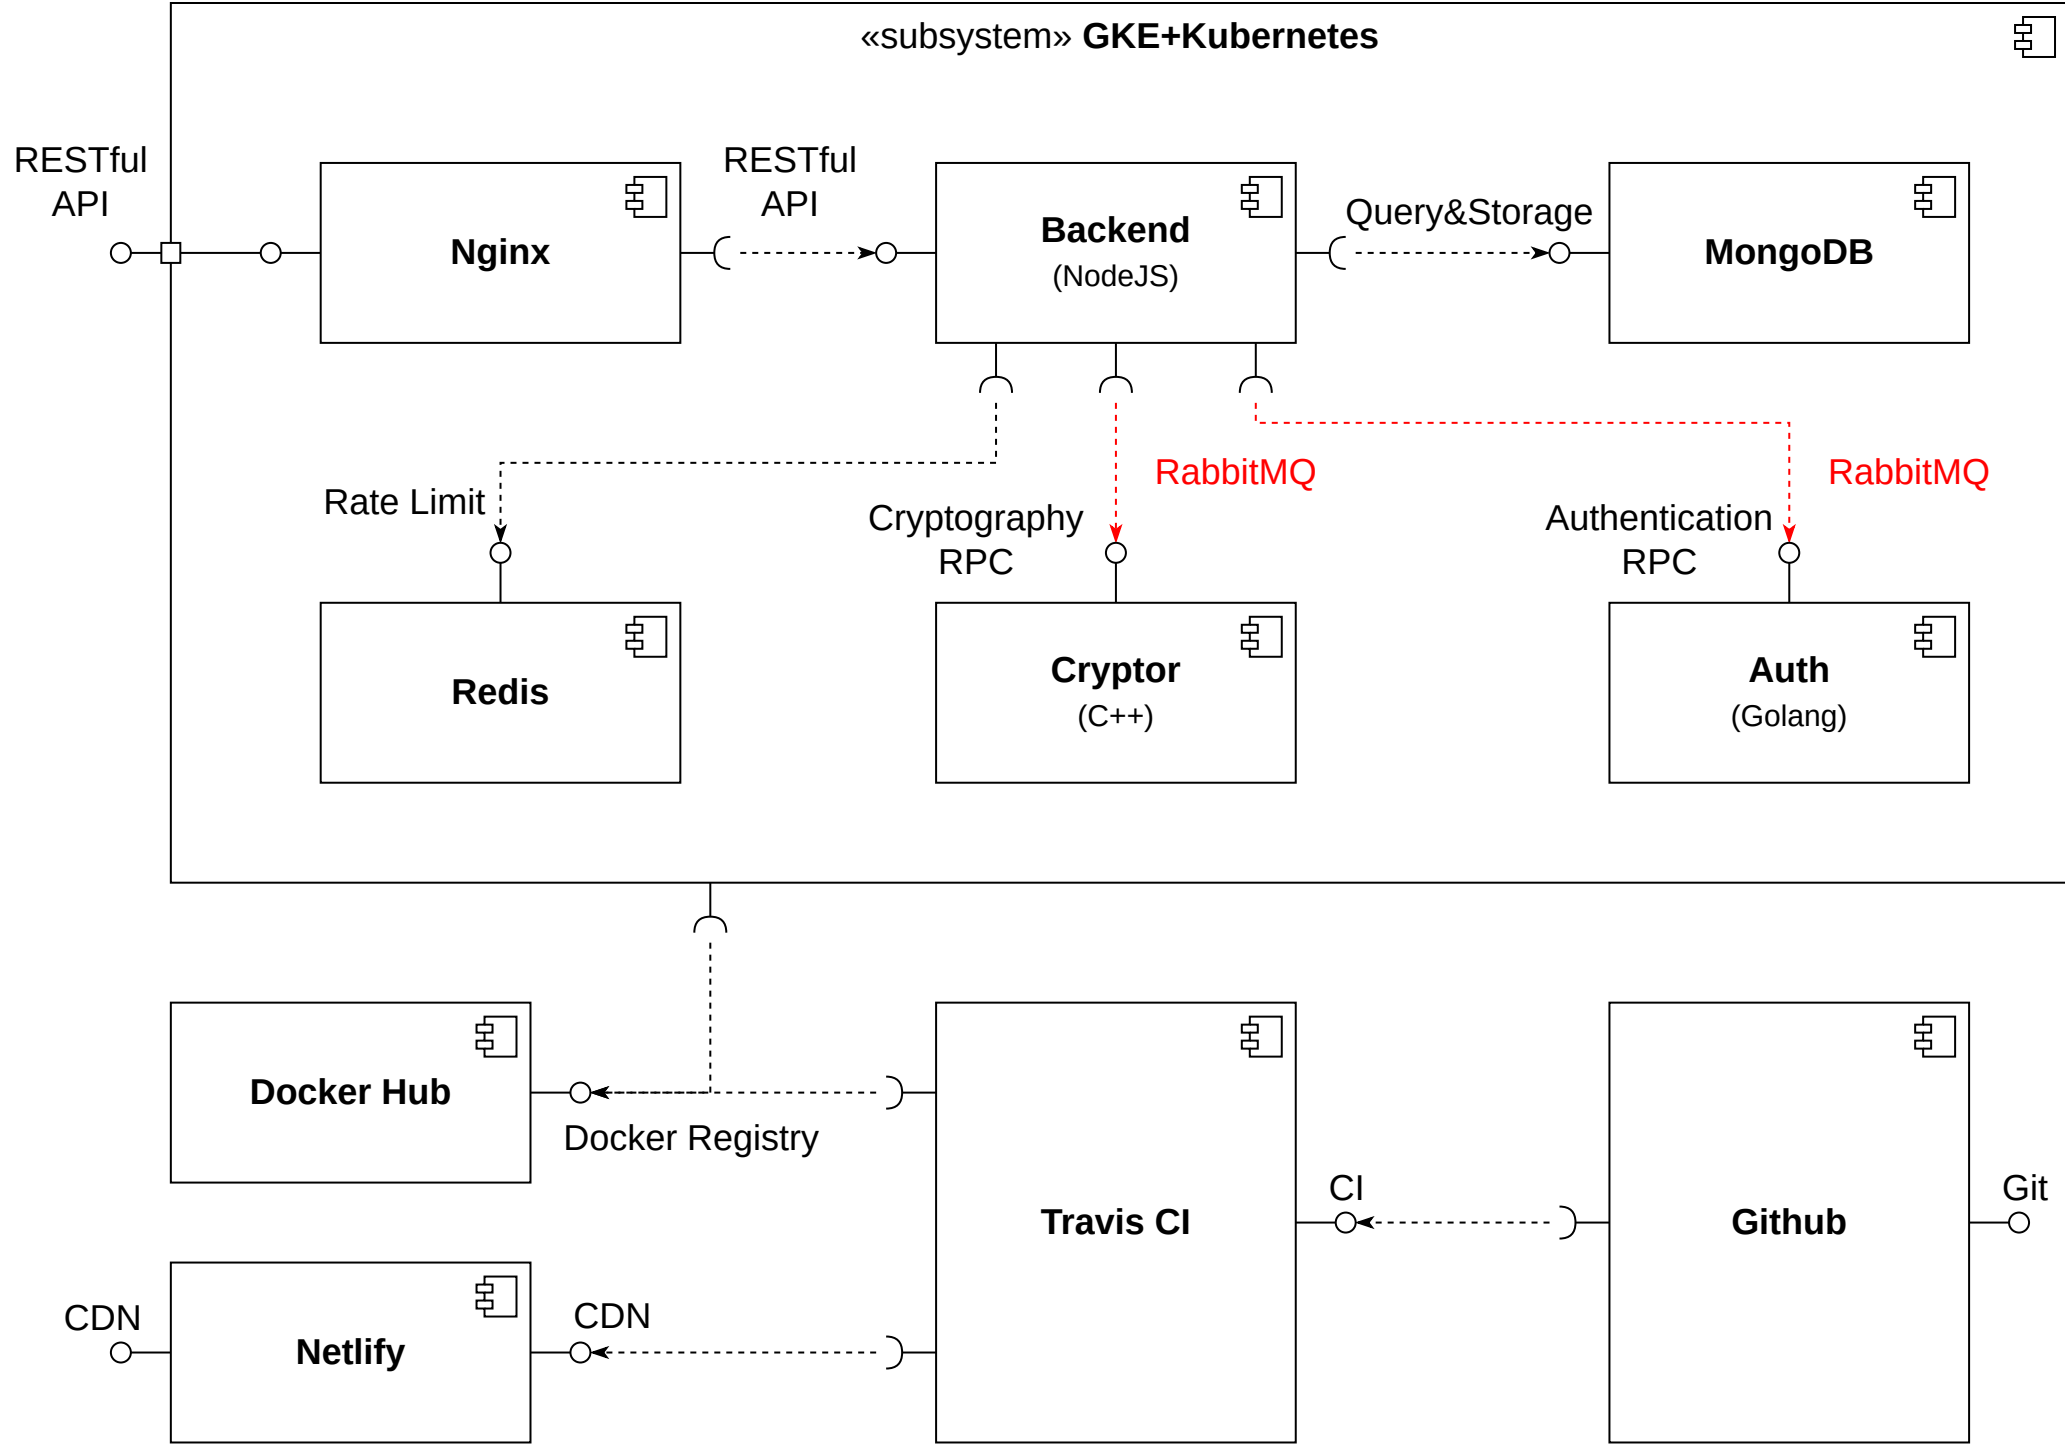 «subsystem» GKE+Kubernetes
RESTful
API
Nginx
RESTful
API
Backend
(NodeJS)
Query&Storage
MongoDB
Rate Limit
Redis
Cryptography
RPC
RabbitMQ
Cryptor
(C++)
Authentication
RPC
RabbitMQ
Auth
(Golang)
Docker Hub
Docker Registry
Travis CI
CI
Github
Git
CDN
Netlify
CDN